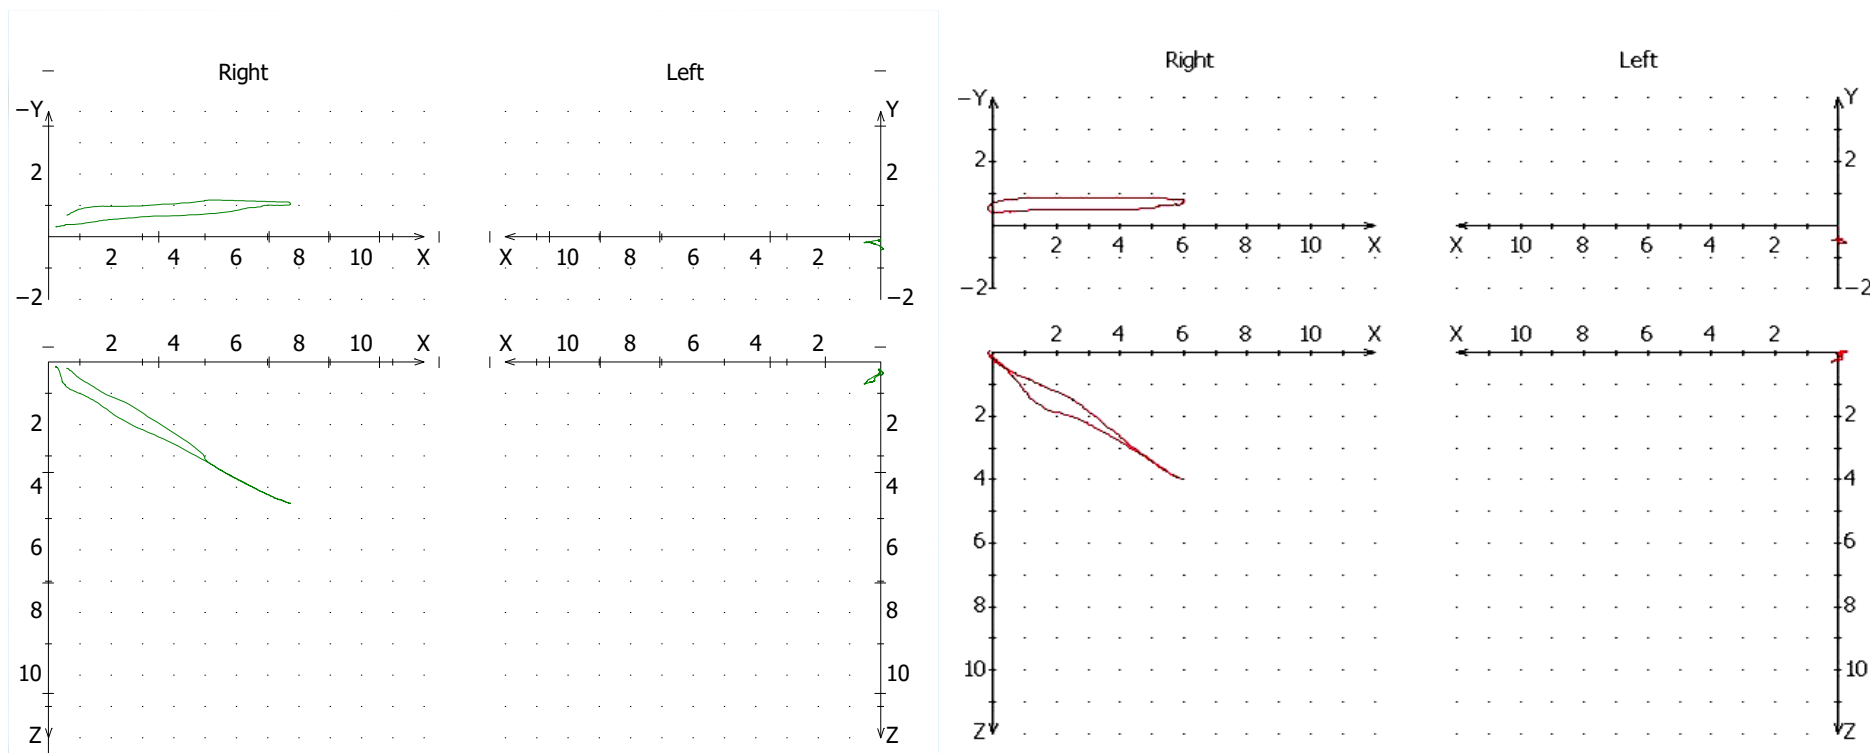 Right Left Right Left
−Y Y −Y Y
2 2 2 2
2 4 6 8 10 X X 10 8 6 4 2 2 4 6 8 10 X X 10 8 6 4 2
−2 −2 −2 −2
2 4 6 8 10 X X 10 8 6 4 2 2 4 6 8 10 X X 10 8 6 4 2
2 2 2 2
4 4 4 4
6 6 6 6
8 8 8 8
10 10 10 10
Z Z Z Z